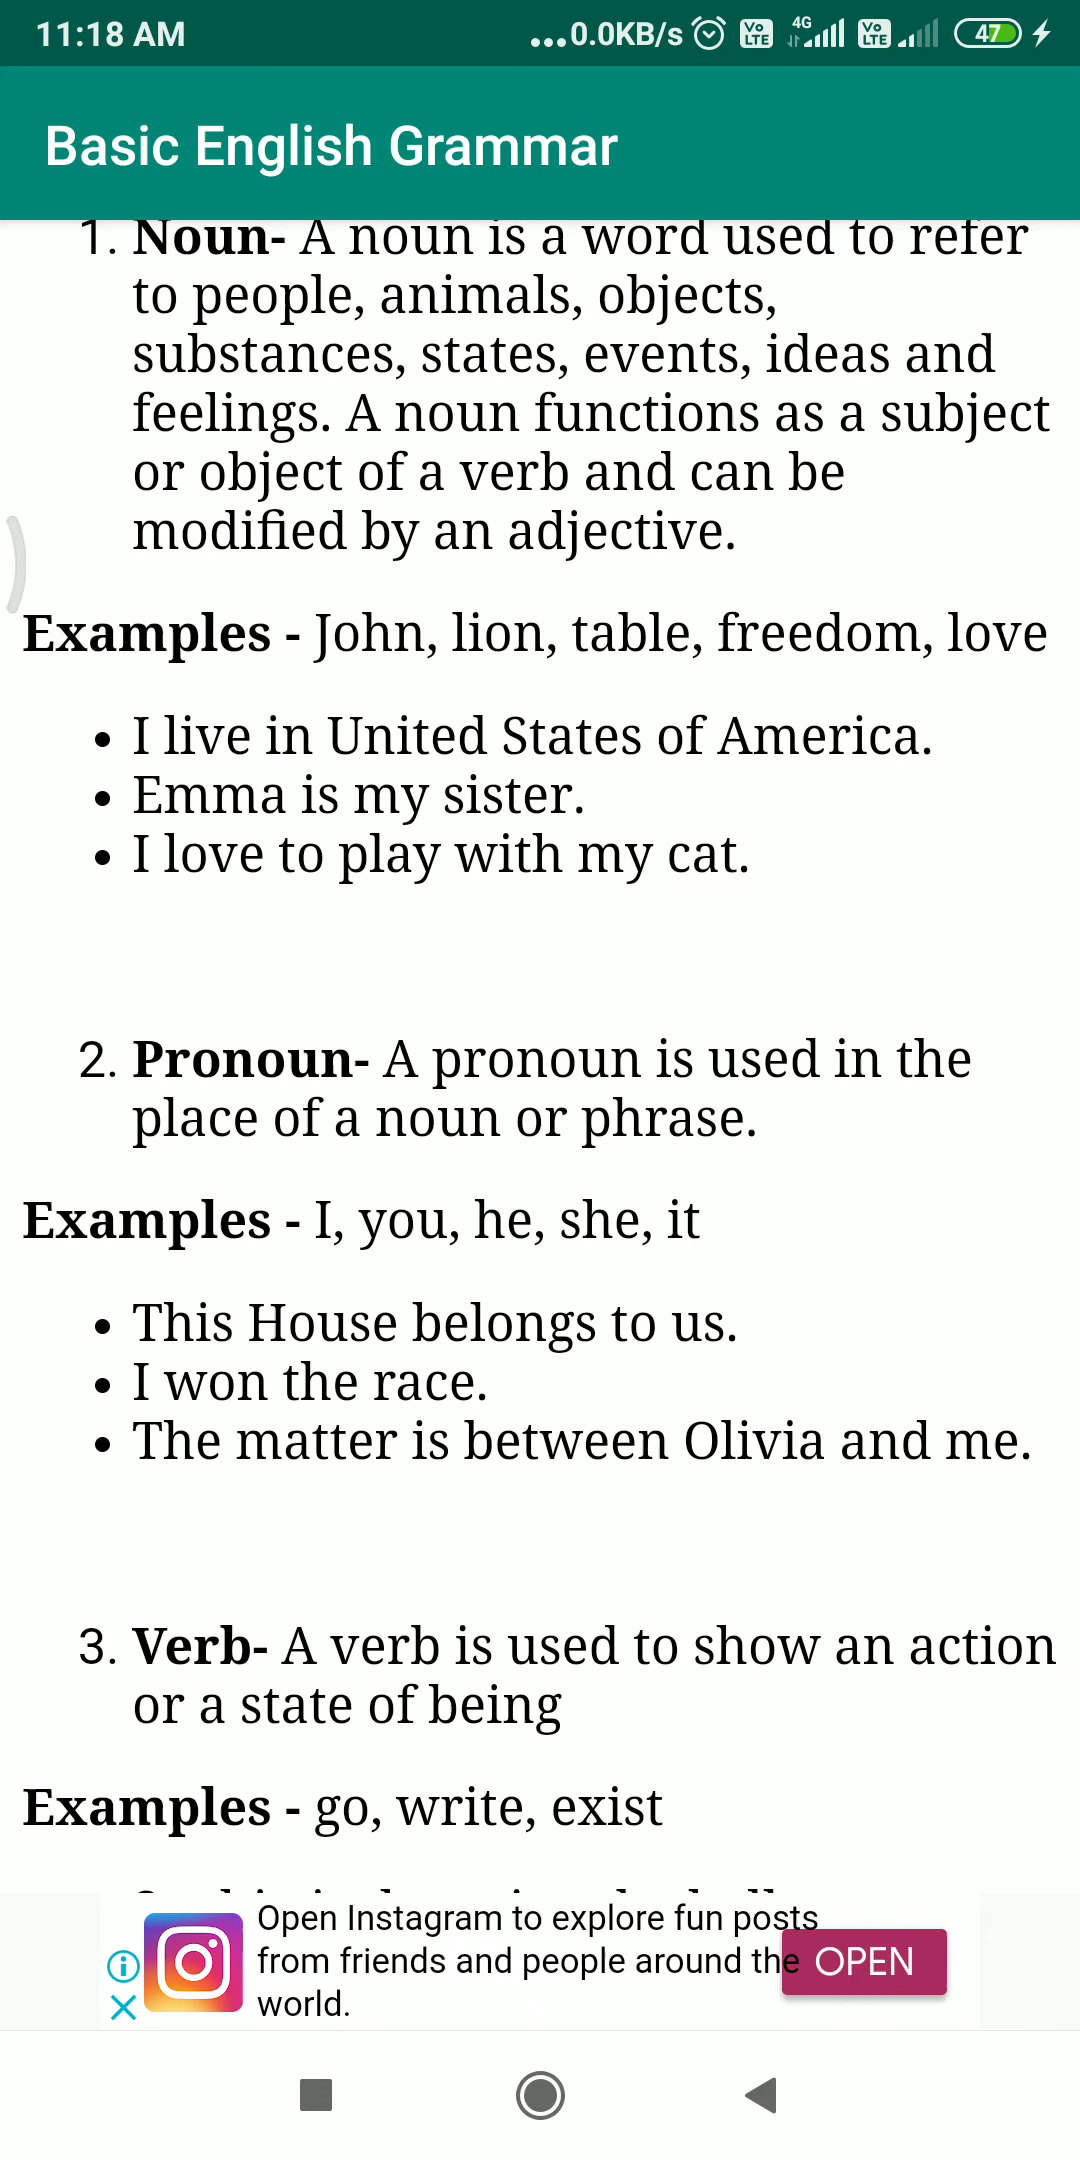 11:18 AM
...0.0KB/s
Vo LTE
4G
Vo LTE
47
Basic English Grammar
1. Noun- A noun is a word used to refer
to people, animals, objects,
substances, states, events, ideas and
feelings. A noun functions as a subject
or object of a verb and can be
modified by an adjective.
Examples - John, lion, table, freedom, love
• I live in United States of America.
• Emma is my sister.
• I love to play with my cat.
2. Pronoun- A pronoun is used in the
place of a noun or phrase.
Examples - I, you, he, she, it
• This House belongs to us.
• I won the race.
• The matter is between Olivia and me.
3. Verb- A verb is used to show an action
or a state of being
Examples - go, write, exist
Open Instagram to explore fun posts
from friends and people around the
world.
OPEN